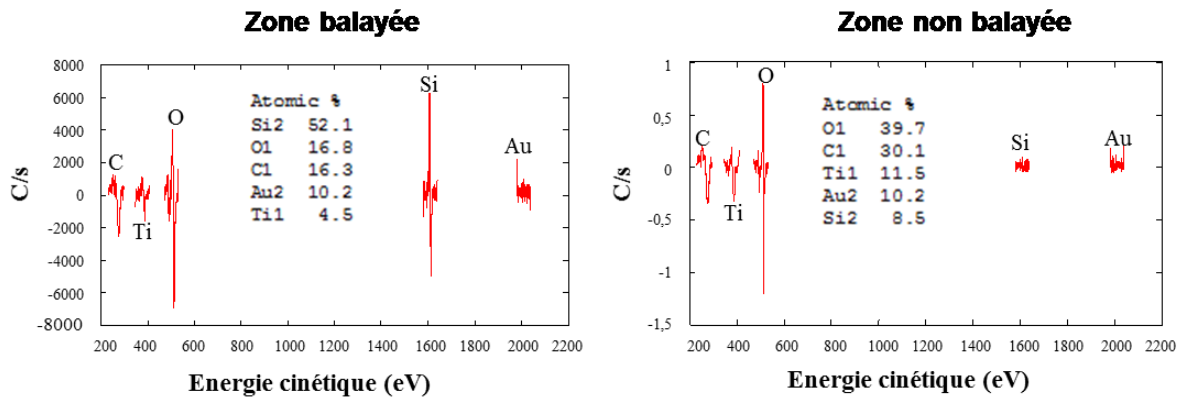 Zone balayée
8000
6000
4000
2000
0
-2000
-4000
-6000
-8000
C/s
C
Ti
O
Si
Au
Atomic %
Si2 52.1
O1 16.8
C1 16.3
Au2 10.2
Ti1 4.5
200 400 600 800 1000 1200 1400 1600 1800 2000 2200
Energie cinétique (eV)
Zone non balayée
1
0,5
0
-0,5
-1
-1,5
C/s
C
Ti
O
Si
Au
Atomic %
O1 39.7
C1 30.1
Ti1 11.5
Au2 10.2
Si2 8.5
200 400 600 800 1000 1200 1400 1600 1800 2000 2200
Energie cinétique (eV)